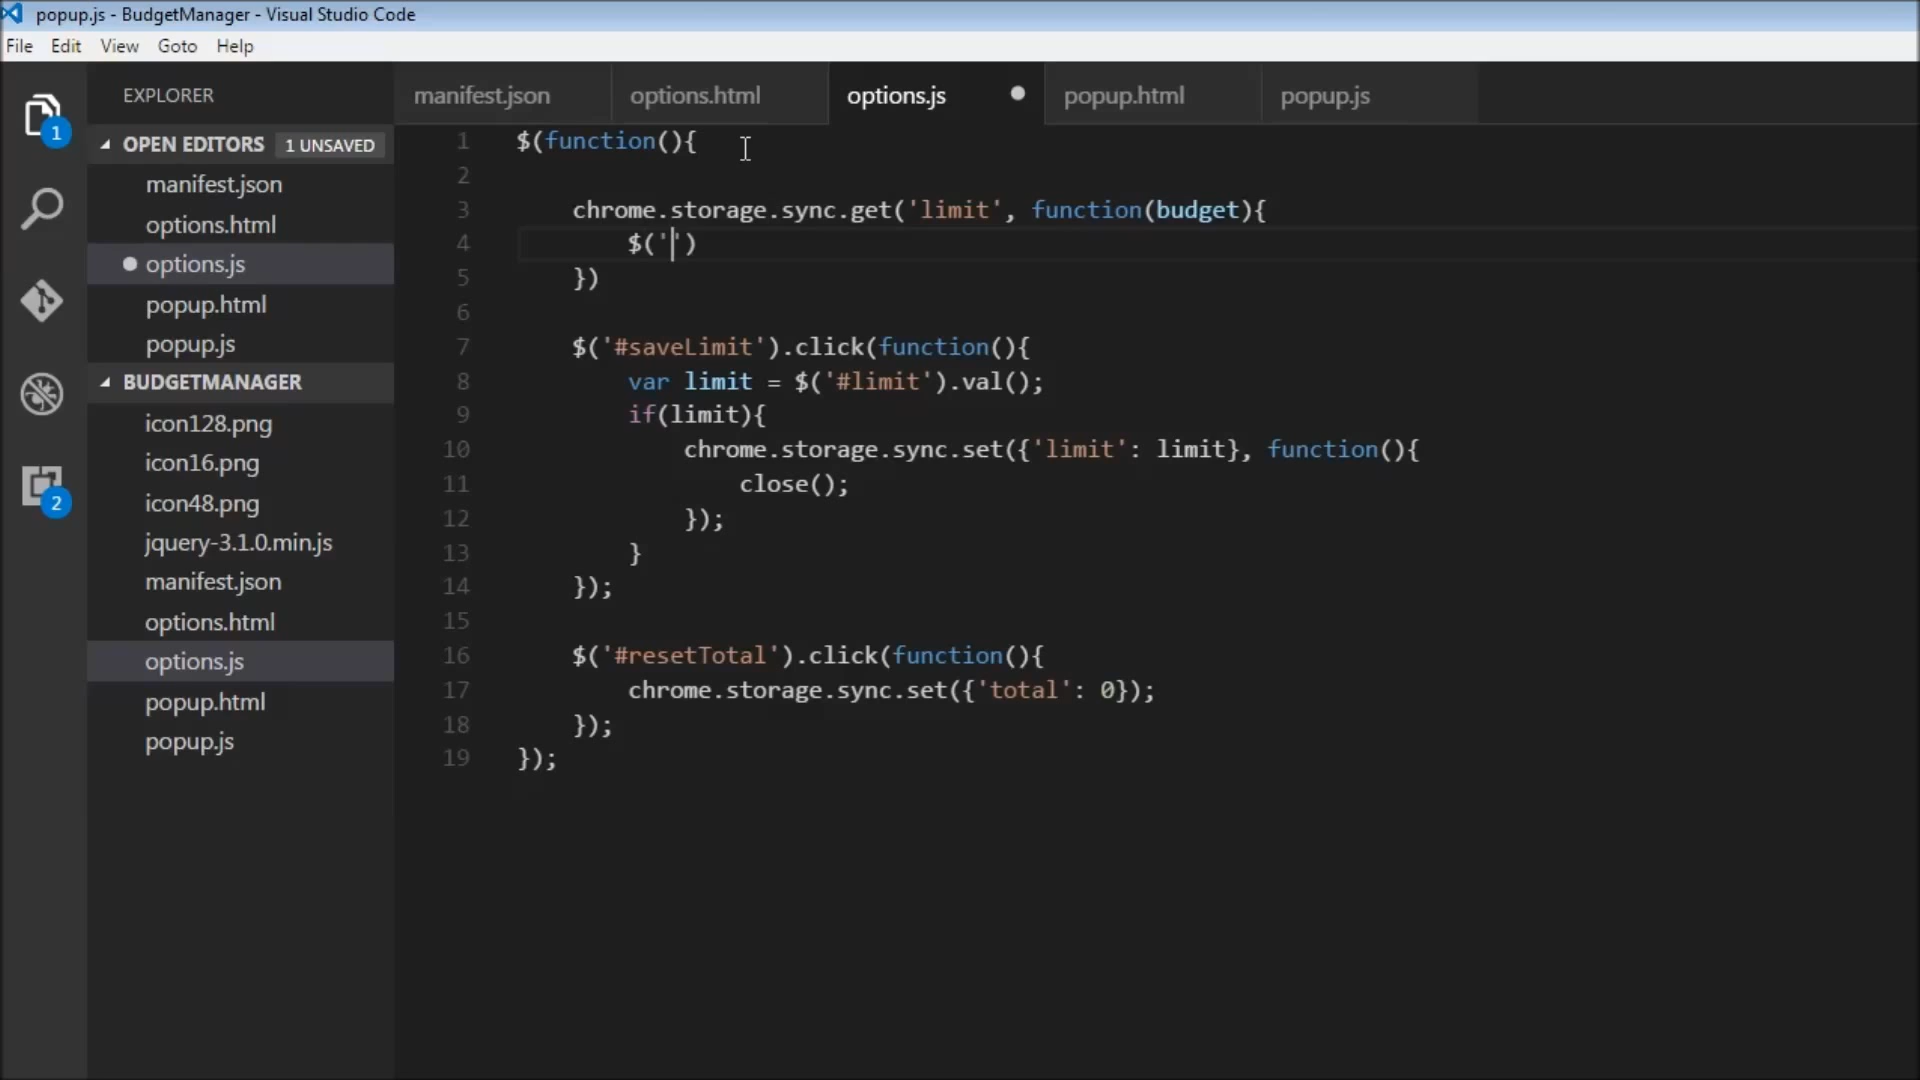 popup.js - BudgetManager - Visual Studio Code
File Edit View Goto Help
EXPLORER
OPEN EDITORS 1 UNSAVED
manifest.json
options.html
options.js
popup.html
popup.js
BUDGETMANAGER
icon128.png
icon16.png
icon48.png
jquery-3.1.0.min.js
manifest.json
options.html
options.js
popup.html
popup.js
1
2
manifest.json options.html options.js popup.html popup.js
1 $(function(){
2
3 chrome.storage.sync.get('limit', function(budget){
4 $('')
5 })
6
7 $('#saveLimit').click(function(){
8 var limit = $('#limit').val();
9 if(limit){
10 chrome.storage.sync.set({'limit': limit}, function(){
11 close();
12 });
13 }
14 });
15
16 $('#resetTotal').click(function(){
17 chrome.storage.sync.set({'total': 0});
18 });
19 });